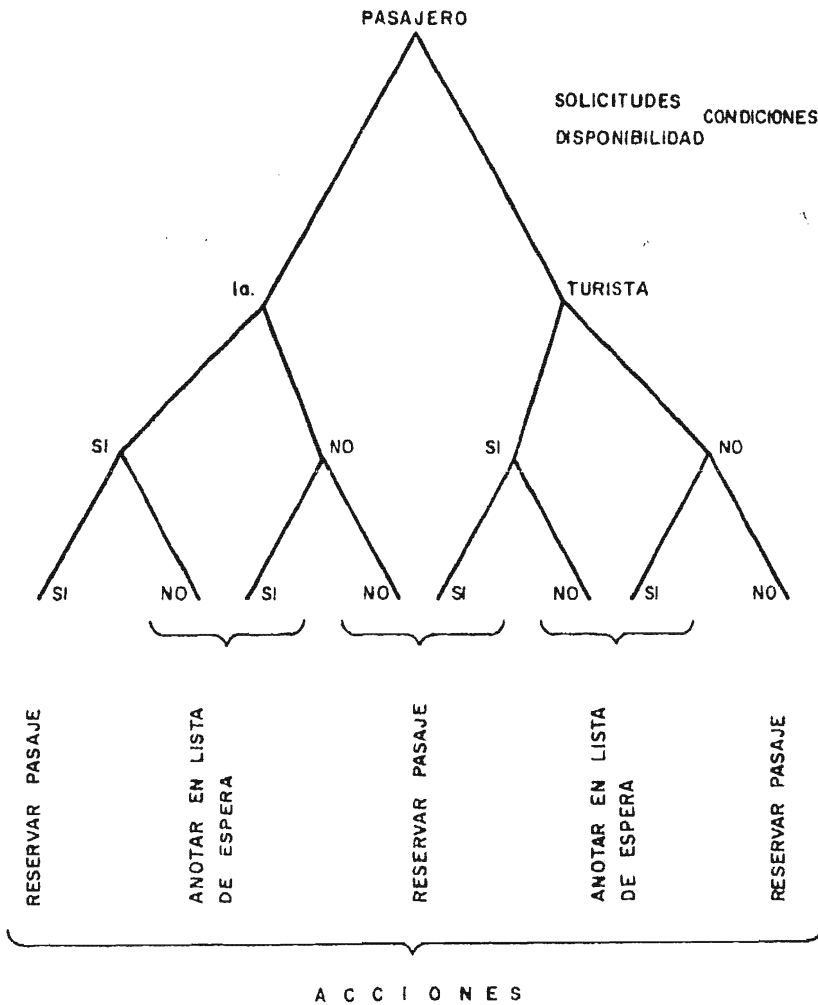 PASAJERO
SOLICITUDES
CONDICIONES
DISPONIBILIDAD
1a.
TURISTA
SI
NO
SI
NO
SI
NO
SI
NO
SI
NO
SI
NO
RESERVAR PASAJE
ANOTAR EN LISTA
DE ESPERA
RESERVAR PASAJE
ANOTAR EN LISTA
DE ESPERA
RESERVAR PASAJE
ACCIONES